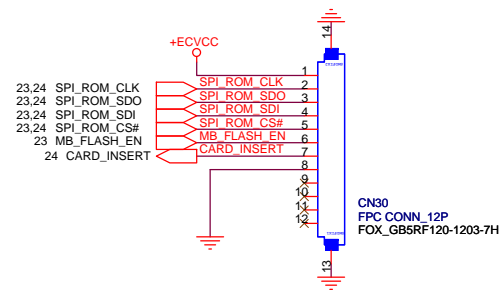 14
+ECVCC
1
23,24 SPI_ROM_CLK SPI_ROM_CLK 2
23,24 SPI_ROM_SDO SPI_ROM_SDO 3
23,24 SPI_ROM_SDI SPI_ROM_SDI 4
23,24 SPI_ROM_CS# SPI_ROM_CS# 5
23 MB_FLASH_EN MB_FLASH_EN 6
24 CARD_INSERT CARD_INSERT 7
8
9
10
11
12
CN30
FPC CONN_12P
FOX_GB5RF120-1203-7H
13